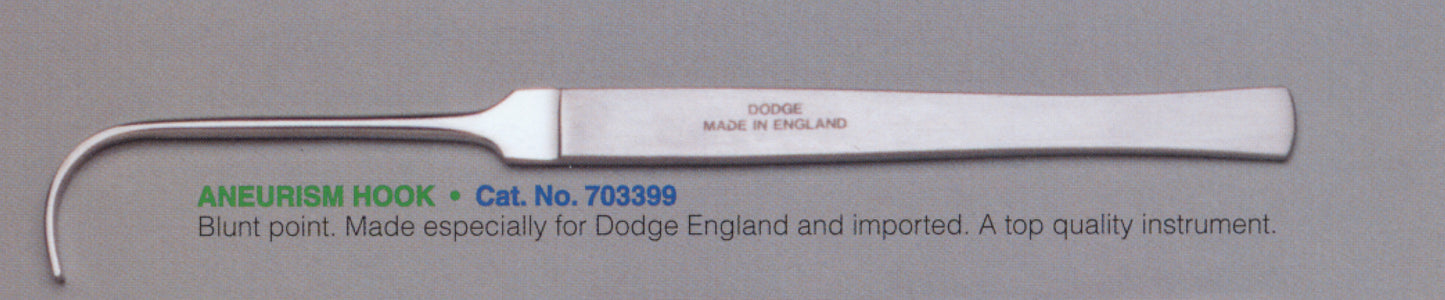 DODGE
MADE IN ENGLAND
ANEURISM HOOK • Cat. No. 703399
Blunt point. Made especially for Dodge England and imported. A top quality instrument.